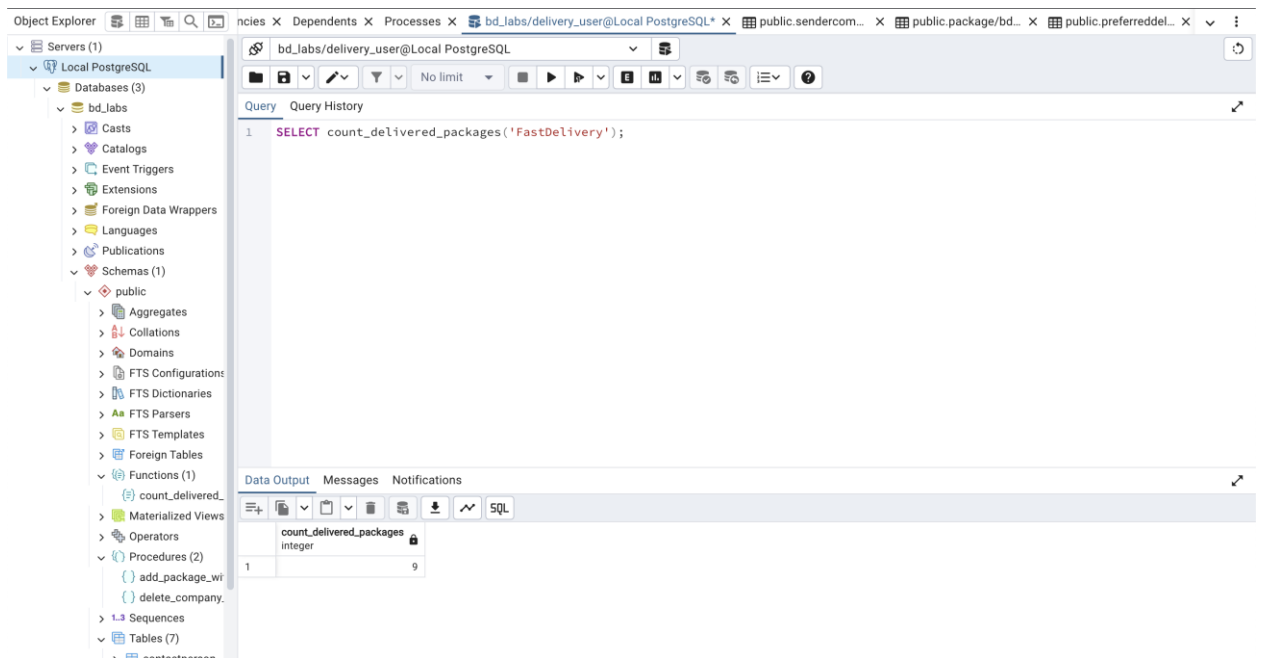 Object Explorer
ncies X Dependents X Processes X bd_labs/delivery_user@Local PostgreSQL* X public.sendercom... X public.package/bd... X public.preferreddel... X
Servers (1)
Local PostgreSQL
Databases (3)
bd_labs
Casts
Catalogs
Event Triggers
Extensions
Foreign Data Wrappers
Languages
Publications
Schemas (1)
public
Aggregates
Collations
Domains
FTS Configurations
FTS Dictionaries
Aa FTS Parsers
FTS Templates
Foreign Tables
Functions (1)
count_delivered_
Materialized Views
Operators
Procedures (2)
add_package_wi
delete_company_
1..3 Sequences
Tables (7)
bd_labs/delivery_user@Local PostgreSQL
No limit
E
Query Query History
1 SELECT count_delivered_packages('FastDelivery');
Data Output Messages Notifications
SQL
count_delivered_packages
integer
1 9